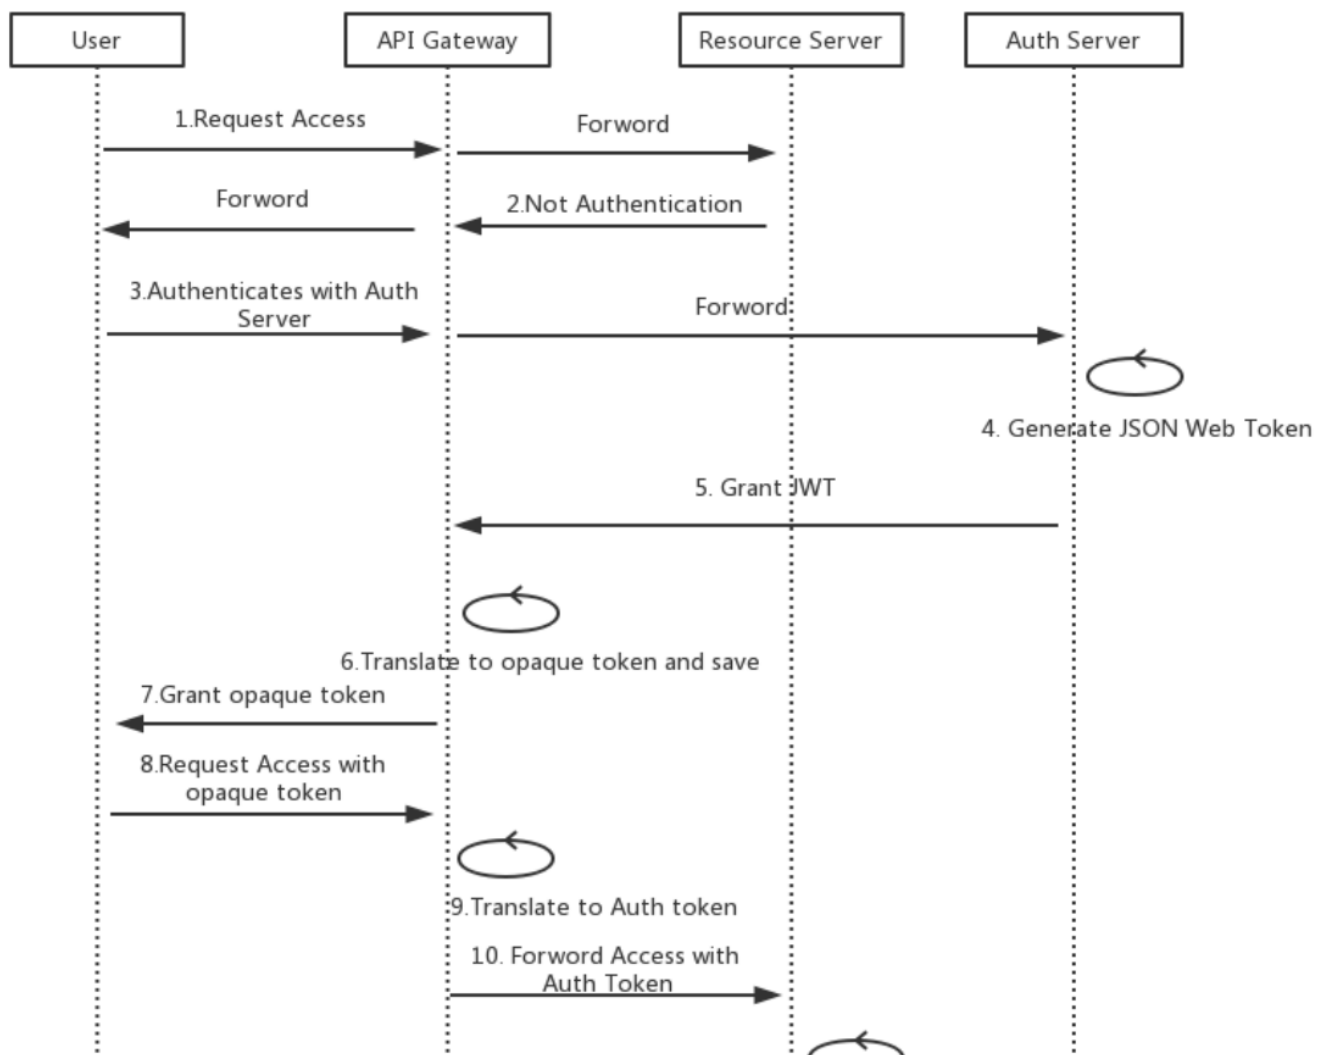 User
API Gateway
Resource Server
Auth Server
1.Request Access
Forword
Forword
2.Not Authentication
3.Authenticates with Auth
Server
Forword
4. Generate JSON Web Token
5. Grant JWT
6.Translate to opaque token and save
7.Grant opaque token
8.Request Access with
opaque token
9.Translate to Auth token
10. Forword Access with
Auth Token